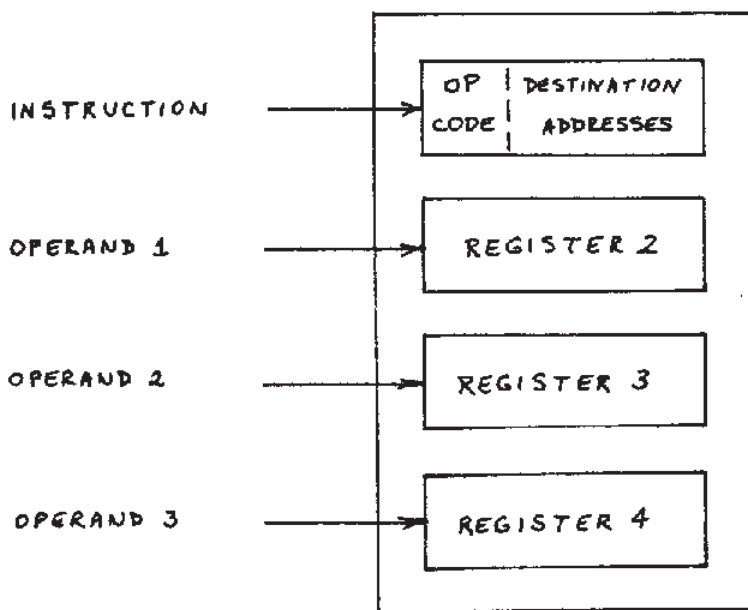 INSTRUCTION
OP CODE
DESTINATION ADDRESSES
OPERAND 1
REGISTER 2
OPERAND 2
REGISTER 3
OPERAND 3
REGISTER 4